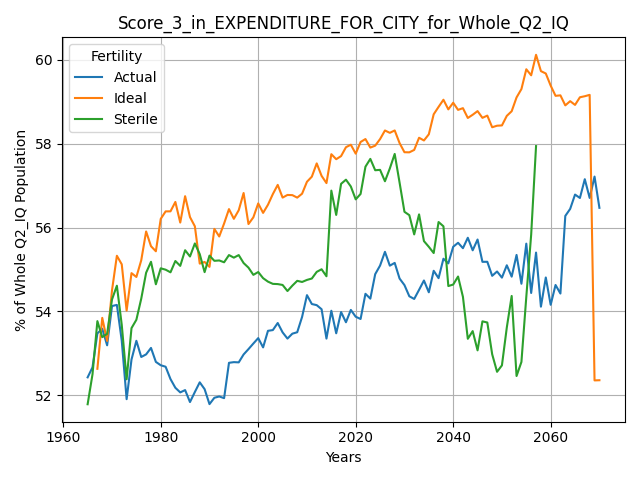 Score_3_in_EXPENDITURE_FOR_CITY_for_Whole_Q2_IQ
Fertility
Actual
Ideal
Sterile
% of Whole Q2_IQ Population
60
58
56
54
52
1960
1980
2000
2020
2040
2060
Years